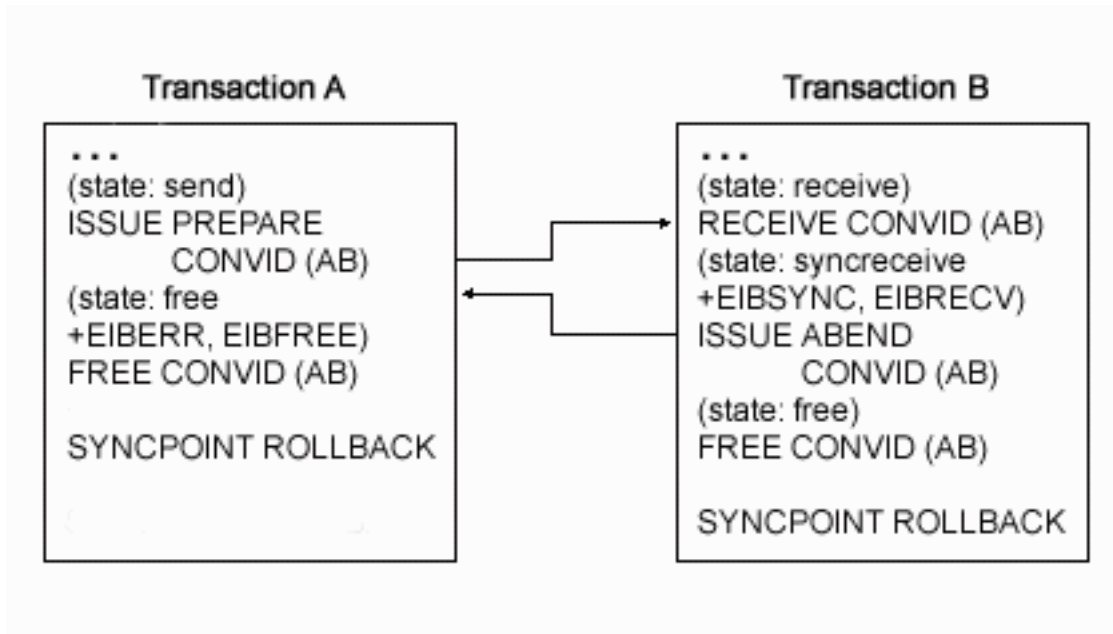 Transaction A
...
(state: send)
ISSUE PREPARE
CONVID (AB)
(state: free
+EIBERR, EIBFREE)
FREE CONVID (AB)
SYNCPOINT ROLLBACK
Transaction B
...
(state: receive)
RECEIVE CONVID (AB)
(state: syncreceive
+EIBSYNC, EIBRECV)
ISSUE ABEND
CONVID (AB)
(state: free)
FREE CONVID (AB)
SYNCPOINT ROLLBACK